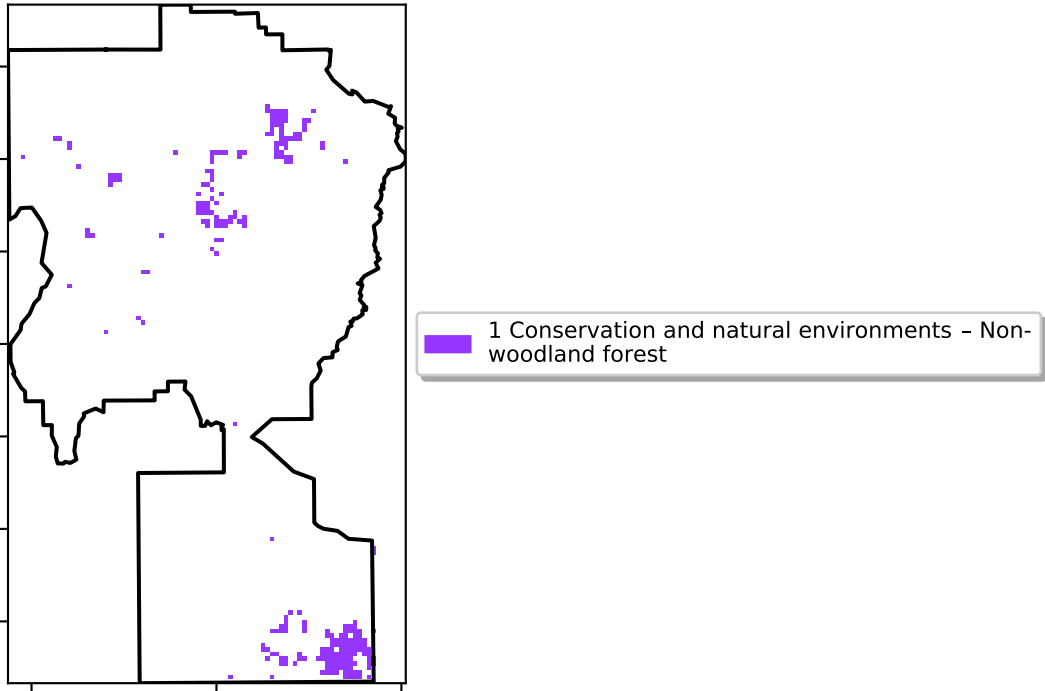 1 Conservation and natural environments – Non-
woodland forest